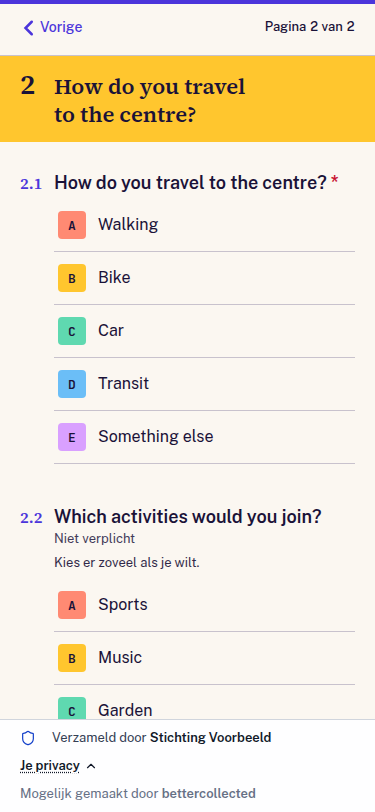 Vorige
Pagina 2 van 2
2 How do you travel
to the centre?
2.1 How do you travel to the centre? *
A Walking
B Bike
C Car
D Transit
E Something else
2.2 Which activities would you join?
Niet verplicht
Kies er zoveel als je wilt.
A Sports
B Music
C Garden
Verzameld door Stichting Voorbeeld
Je privacy
Mogelijk gemaakt door bettercollected